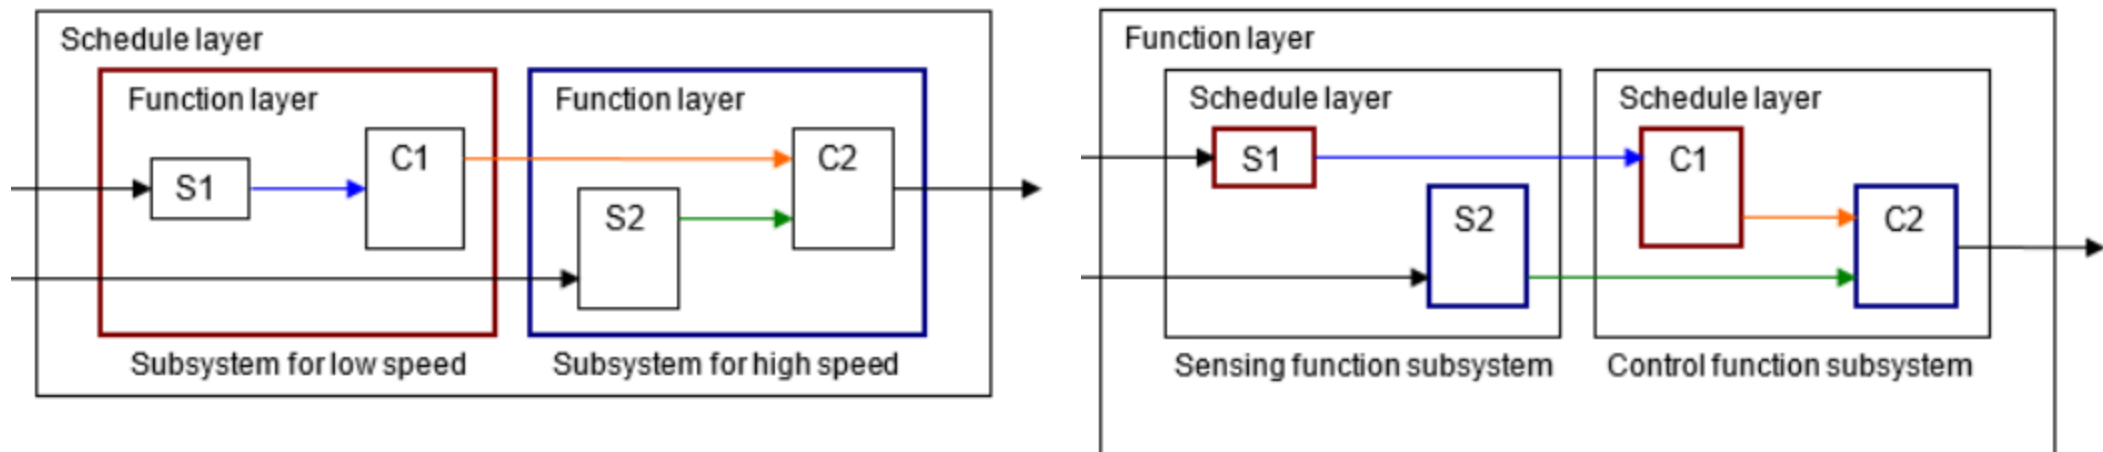 Schedule layer
Function layer
Function layer
S1
C1
C2
S2
Subsystem for low speed
Subsystem for high speed
Function layer
Schedule layer
Schedule layer
S1
C1
S2
C2
Sensing function subsystem
Control function subsystem